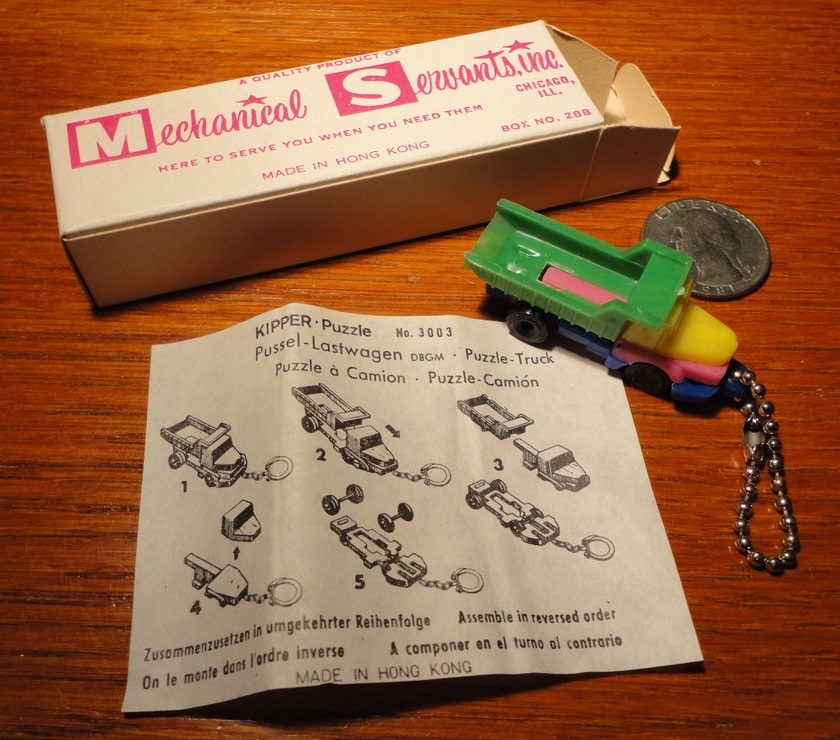 A QUALITY PRODUCT OF
Mechanical Servants, inc.
CHICAGO,
ILL.
HERE TO SERVE YOU WHEN YOU NEED THEM
BOX NO. 28B
MADE IN HONG KONG
LIBERTY
1981
KIPPER·Puzzle No. 3003
Pussel-Lastwagen DBGM · Puzzle-Truck
Puzzle à Camion · Puzzle-Camión
1
2
3
4
5
Zusammenzusetzen in umgekehrter Reihenfolge Assemble in reversed order
On le monte dans l'ordre inverse A componer en el turno al contrario
MADE IN HONG KONG